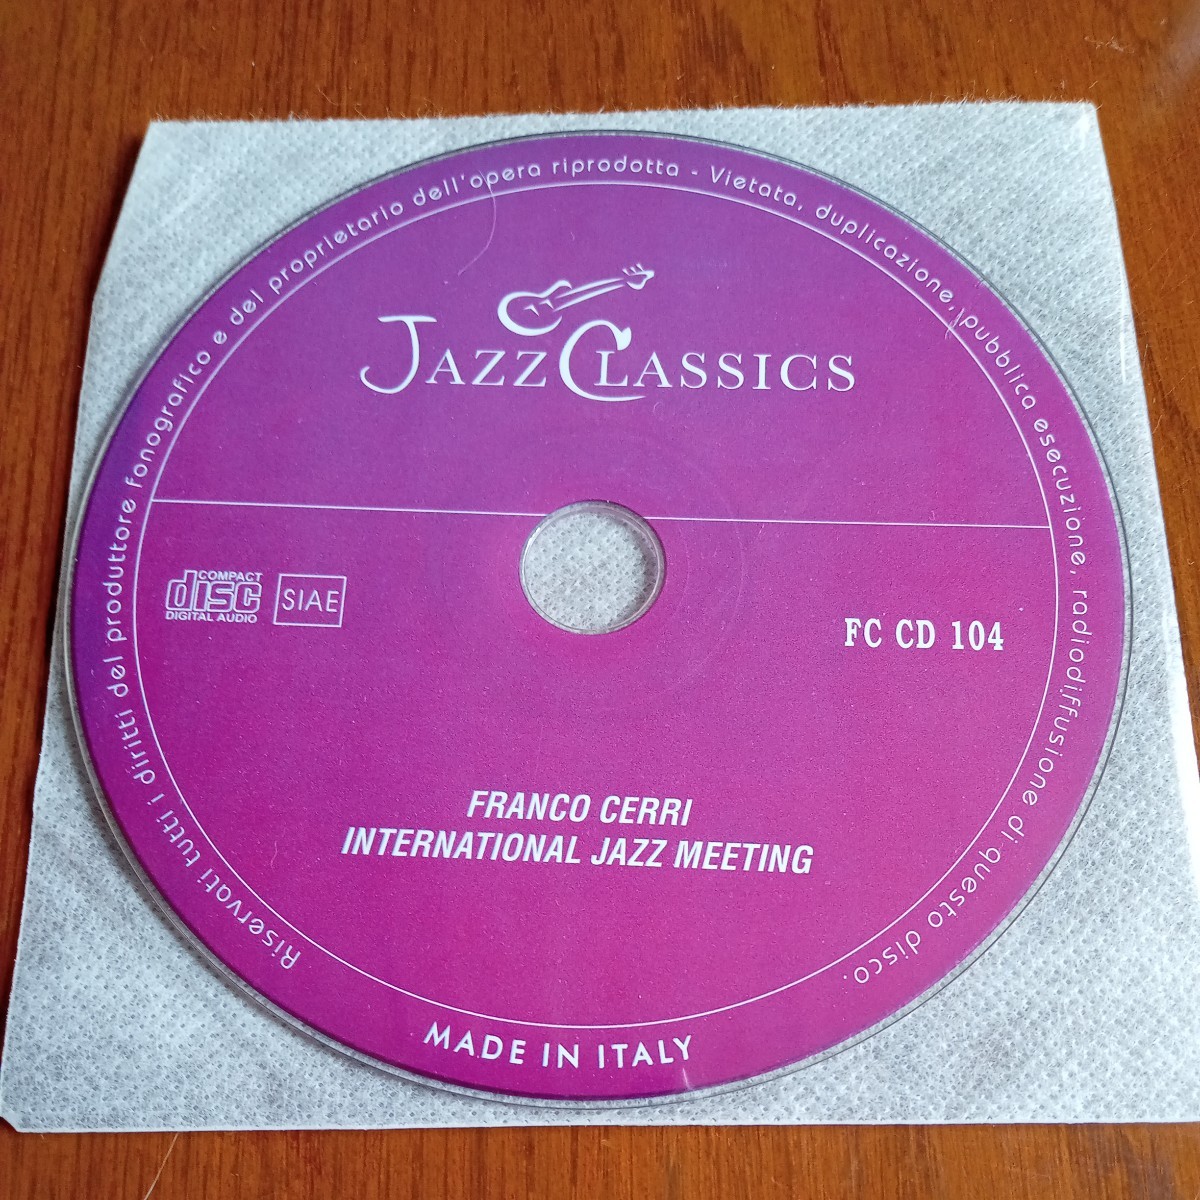 Riservati tutti i diritti del produttore fonografico e del proprietario dell'opera riprodotta - Vietata, duplicazione, pubblica esecuzione, radiodiffusione di questo disco.
JAZZ CLASSICS
COMPACT
disc
DIGITAL AUDIO
SIAE
FC CD 104
FRANCO CERRI
INTERNATIONAL JAZZ MEETING
MADE IN ITALY